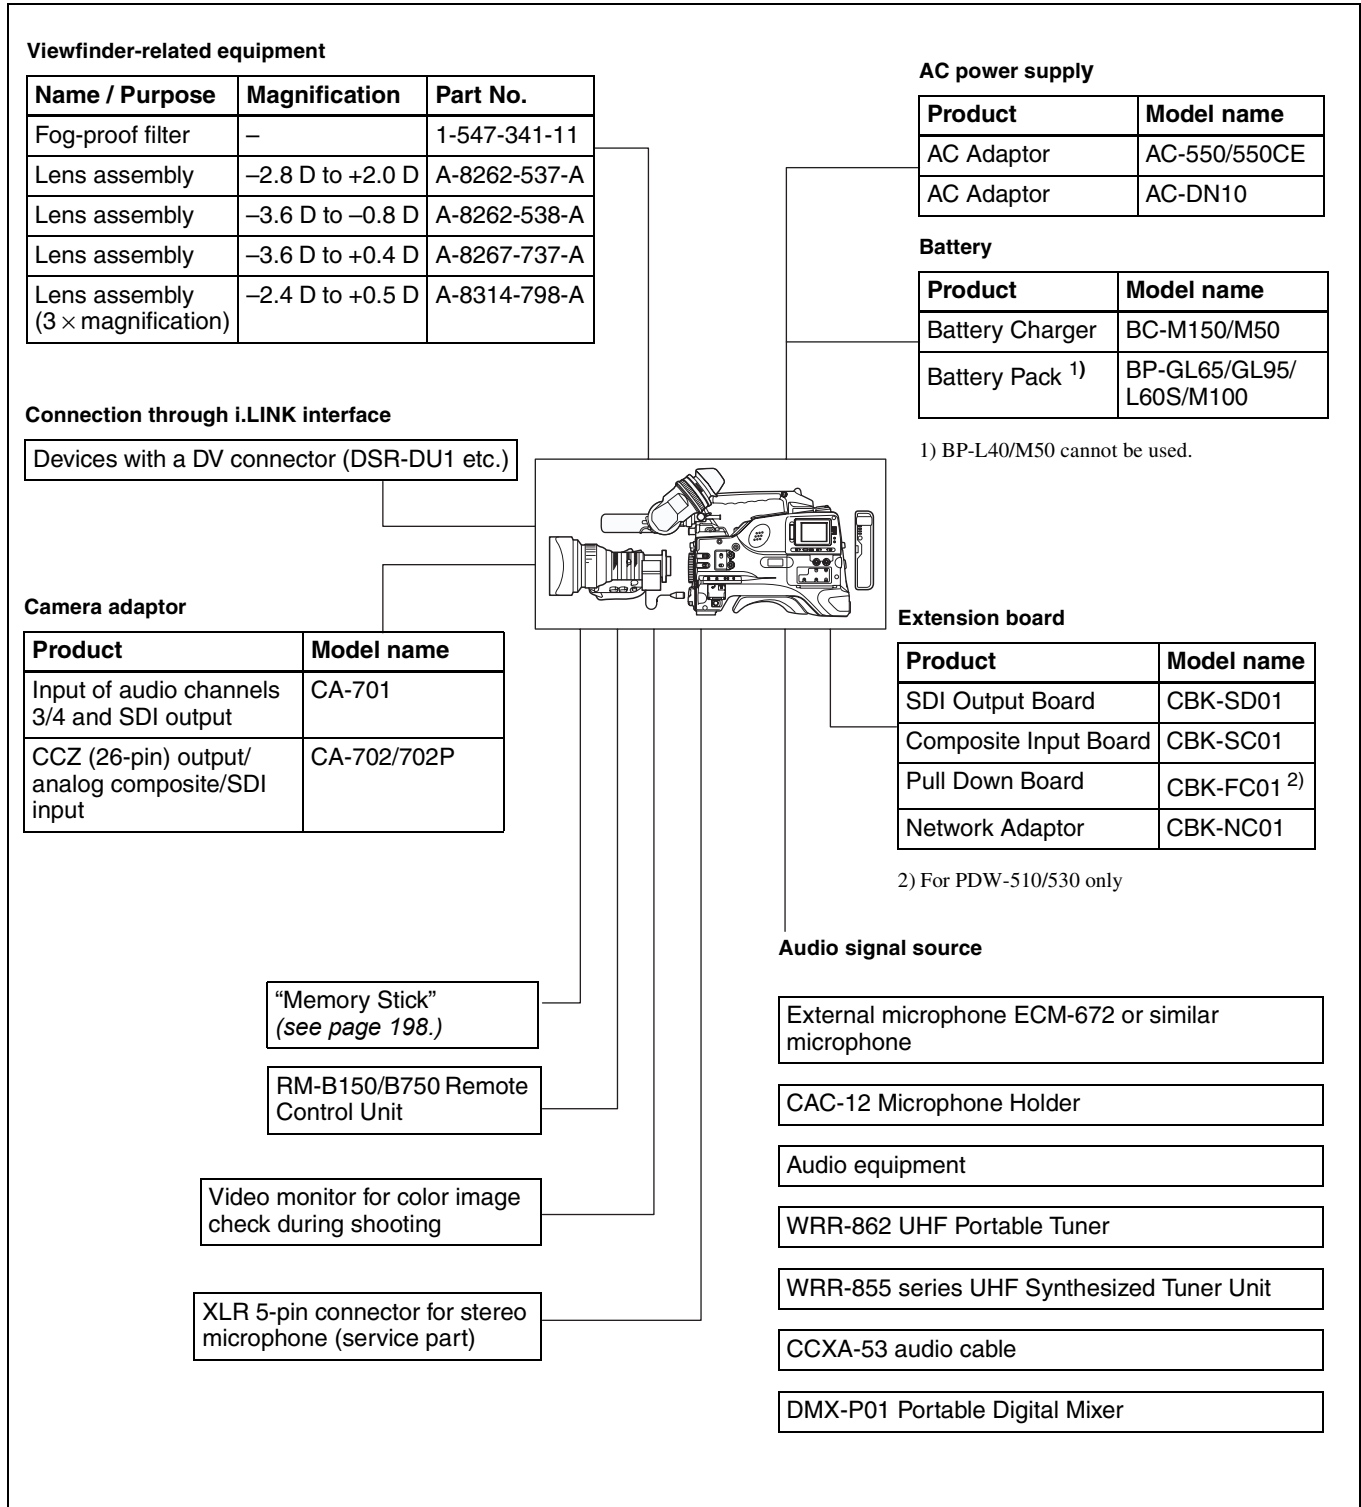 Viewfinder-related equipment
Name / Purpose Magnification Part No.
Fog-proof filter – 1-547-341-11
Lens assembly –2.8 D to +2.0 D A-8262-537-A
Lens assembly –3.6 D to –0.8 D A-8262-538-A
Lens assembly –3.6 D to +0.4 D A-8267-737-A
Lens assembly –2.4 D to +0.5 D A-8314-798-A
(3 × magnification)
AC power supply
Product Model name
AC Adaptor AC-550/550CE
AC Adaptor AC-DN10
Battery
Product Model name
Battery Charger BC-M150/M50
Battery Pack 1) BP-GL65/GL95/
L60S/M100
1) BP-L40/M50 cannot be used.
Connection through i.LINK interface
Devices with a DV connector (DSR-DU1 etc.)
Camera adaptor
Product Model name
Input of audio channels CA-701
3/4 and SDI output
CCZ (26-pin) output/ CA-702/702P
analog composite/SDI
input
Extension board
Product Model name
SDI Output Board CBK-SD01
Composite Input Board CBK-SC01
Pull Down Board CBK-FC01 2)
Network Adaptor CBK-NC01
2) For PDW-510/530 only
“Memory Stick”
(see page 198.)
RM-B150/B750 Remote
Control Unit
Video monitor for color image
check during shooting
XLR 5-pin connector for stereo
microphone (service part)
Audio signal source
External microphone ECM-672 or similar
microphone
CAC-12 Microphone Holder
Audio equipment
WRR-862 UHF Portable Tuner
WRR-855 series UHF Synthesized Tuner Unit
CCXA-53 audio cable
DMX-P01 Portable Digital Mixer